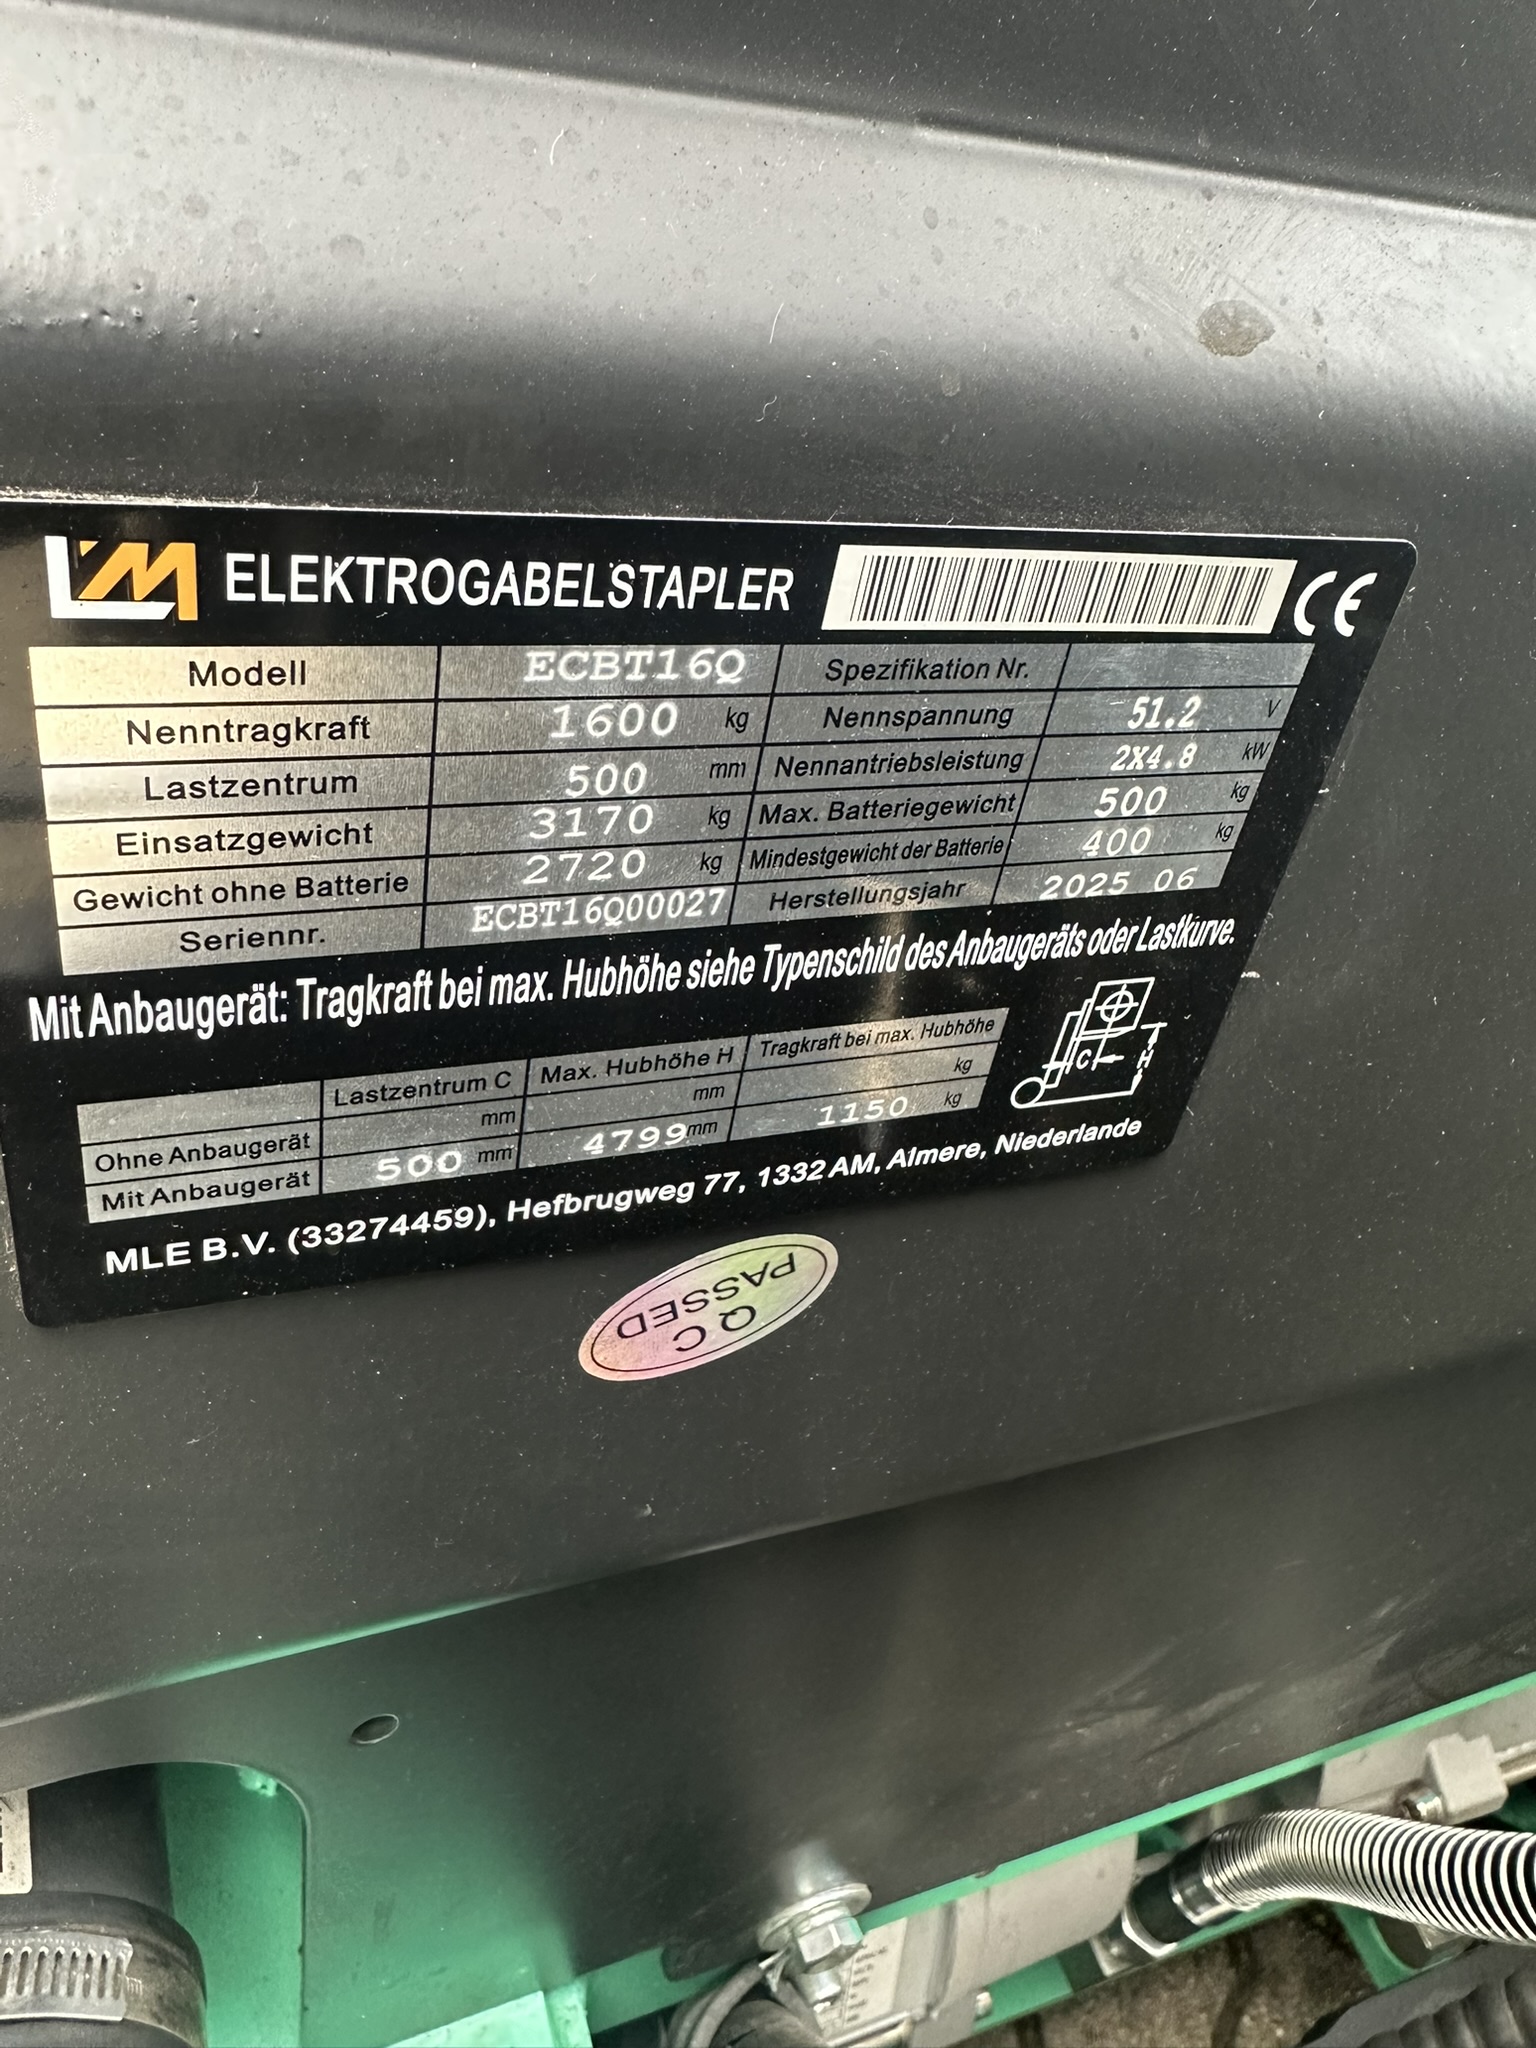 LM ELEKTROGABELSTAPLER CE
Modell ECBT16Q Spezifikation Nr.
Nenntragkraft 1600 kg Nennspannung 51.2 V
Lastzentrum 500 mm Nennantriebsleistung 2X4.8 kW
Einsatzgewicht 3170 kg Max. Batteriegewicht 500 kg
Gewicht ohne Batterie 2720 kg Mindestgewicht der Batterie 400 kg
Seriennr. ECBT16Q00027 Herstellungsjahr 2025 06
Mit Anbaugerät: Tragkraft bei max. Hubhöhe siehe Typenschild des Anbaugeräts oder Lastkurve.
Lastzentrum C Max. Hubhöhe H Tragkraft bei max. Hubhöhe
Ohne Anbaugerät mm mm kg
Mit Anbaugerät 500 mm 4799 mm 1150 kg
C H
MLE B.V. (33274459), Hefbrugweg 77, 1332 AM, Almere, Niederlande
QC
PASSED